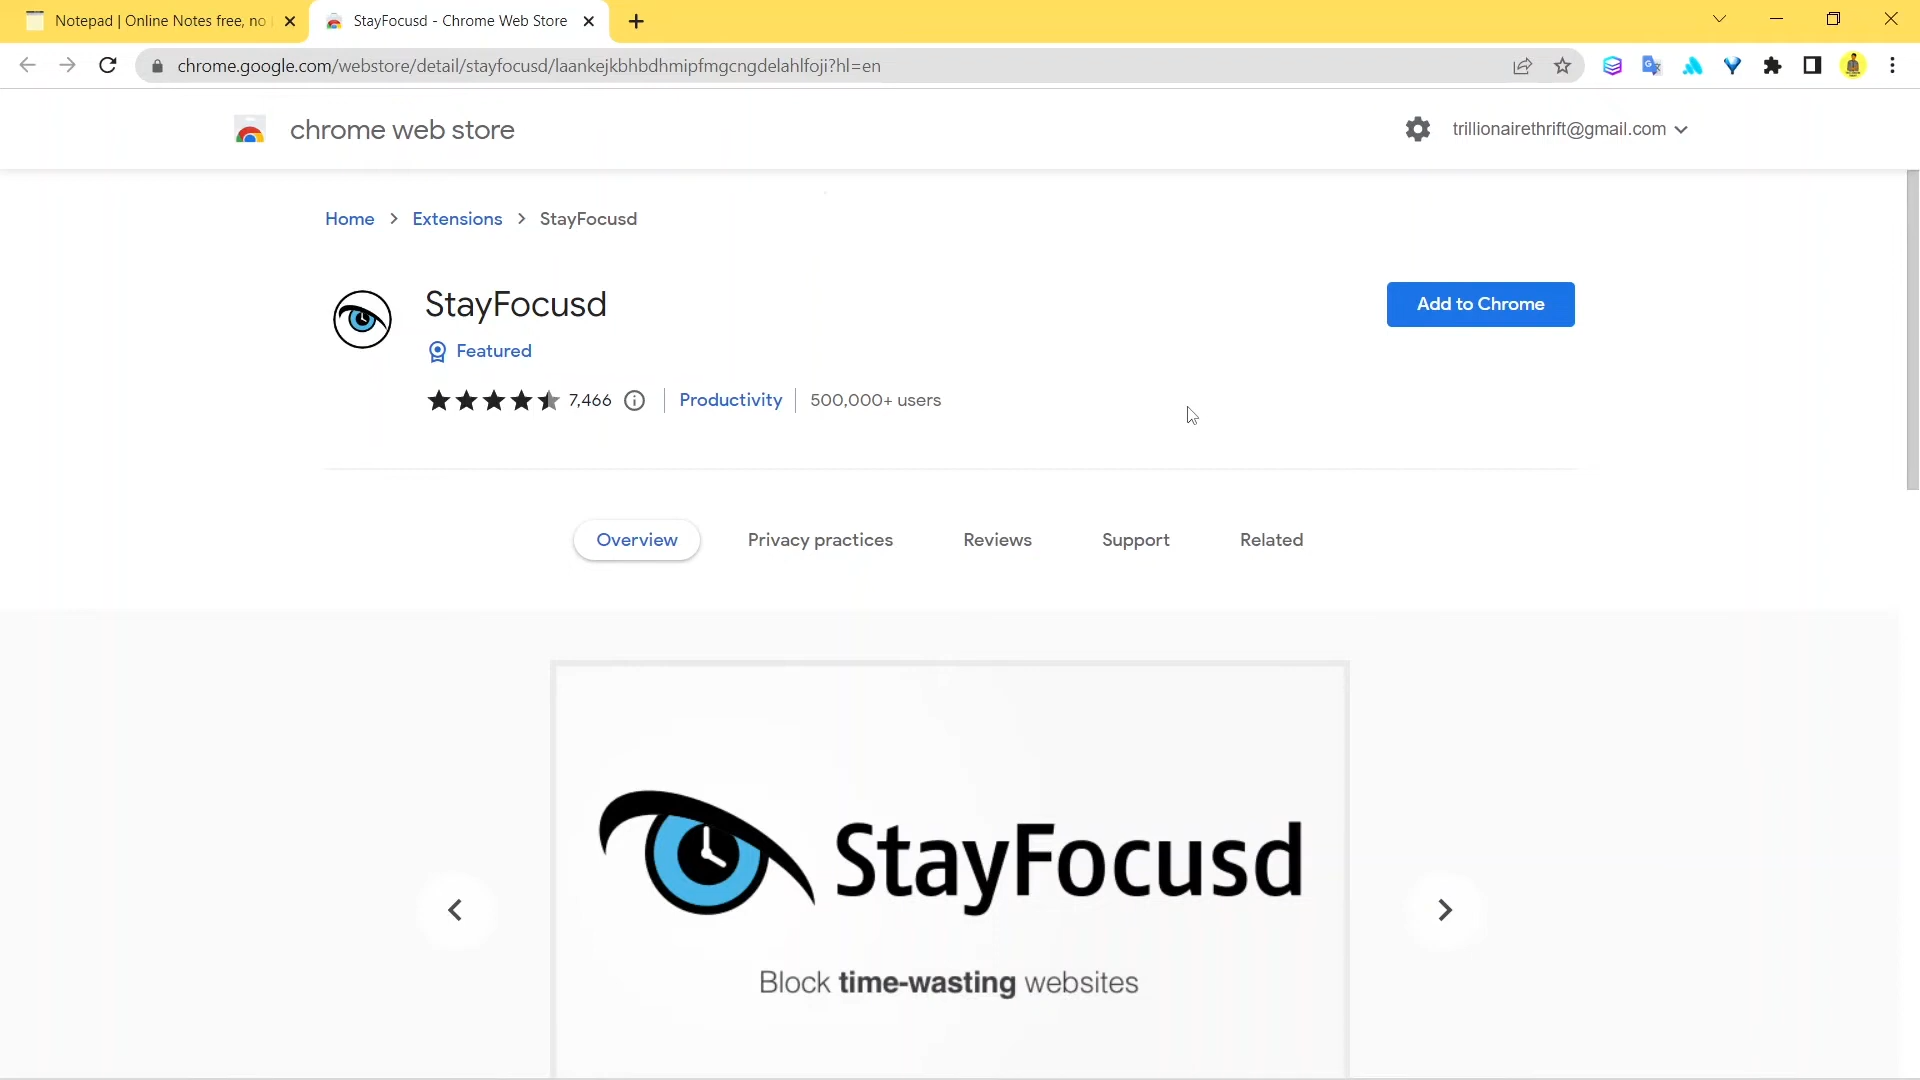 Notepad | Online Notes free, no
StayFocusd - Chrome Web Store
chrome.google.com/webstore/detail/stayfocusd/laankejkbhbdhmipfmgcngdelahlfoji?hl=en
chrome web store
trillionairethrift@gmail.com
Home > Extensions > StayFocusd
StayFocusd
Add to Chrome
Featured
7,466
Productivity
500,000+ users
Overview
Privacy practices
Reviews
Support
Related
StayFocusd
Block time-wasting websites